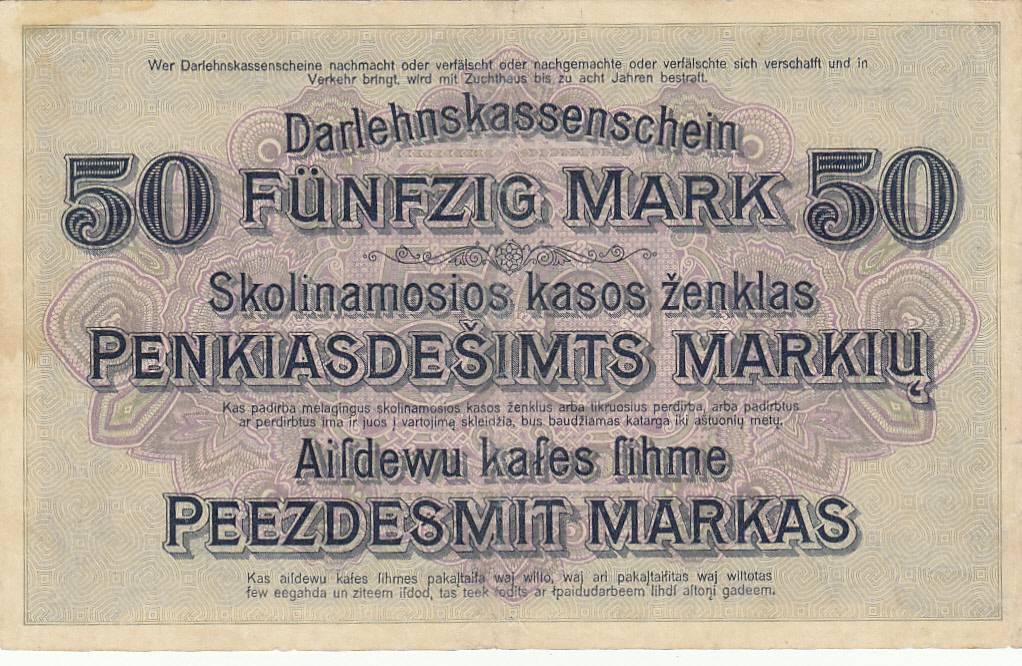 Wer Darlehnskassenscheine nachmacht oder verfälscht oder nachgemachte oder verfälschte sich verschafft und in
Verkehr bringt, wird mit Zuchthaus bis zu acht Jahren bestraft.
Darlehnskassenschein
50 FÜNFZIG MARK 50
Skolinamosios kasos ženklas
PENKIASDEŠIMTS MARKIŲ
Kas padirba melagingus skolinamosios kasos ženklus arba tikruosius perdirba, arba padirbtus
ar perdirbtus ima ir juos į vartojimą skleidžia, bus baudžiamas katarga iki aštuonių metų.
Aiſdewu kaſes ſihme
PEEZDESMIT MARKAS
Kas aiſdewu kaſes ſihmes pakaļtaiſa waj wilto, waj ari pakaļtaiſitas waj wiltotas
ſew eegahda un ziteem iſdod, tas teek ſodits ar ſpaidudarbeem lihdſ aſtoņi gadeem.